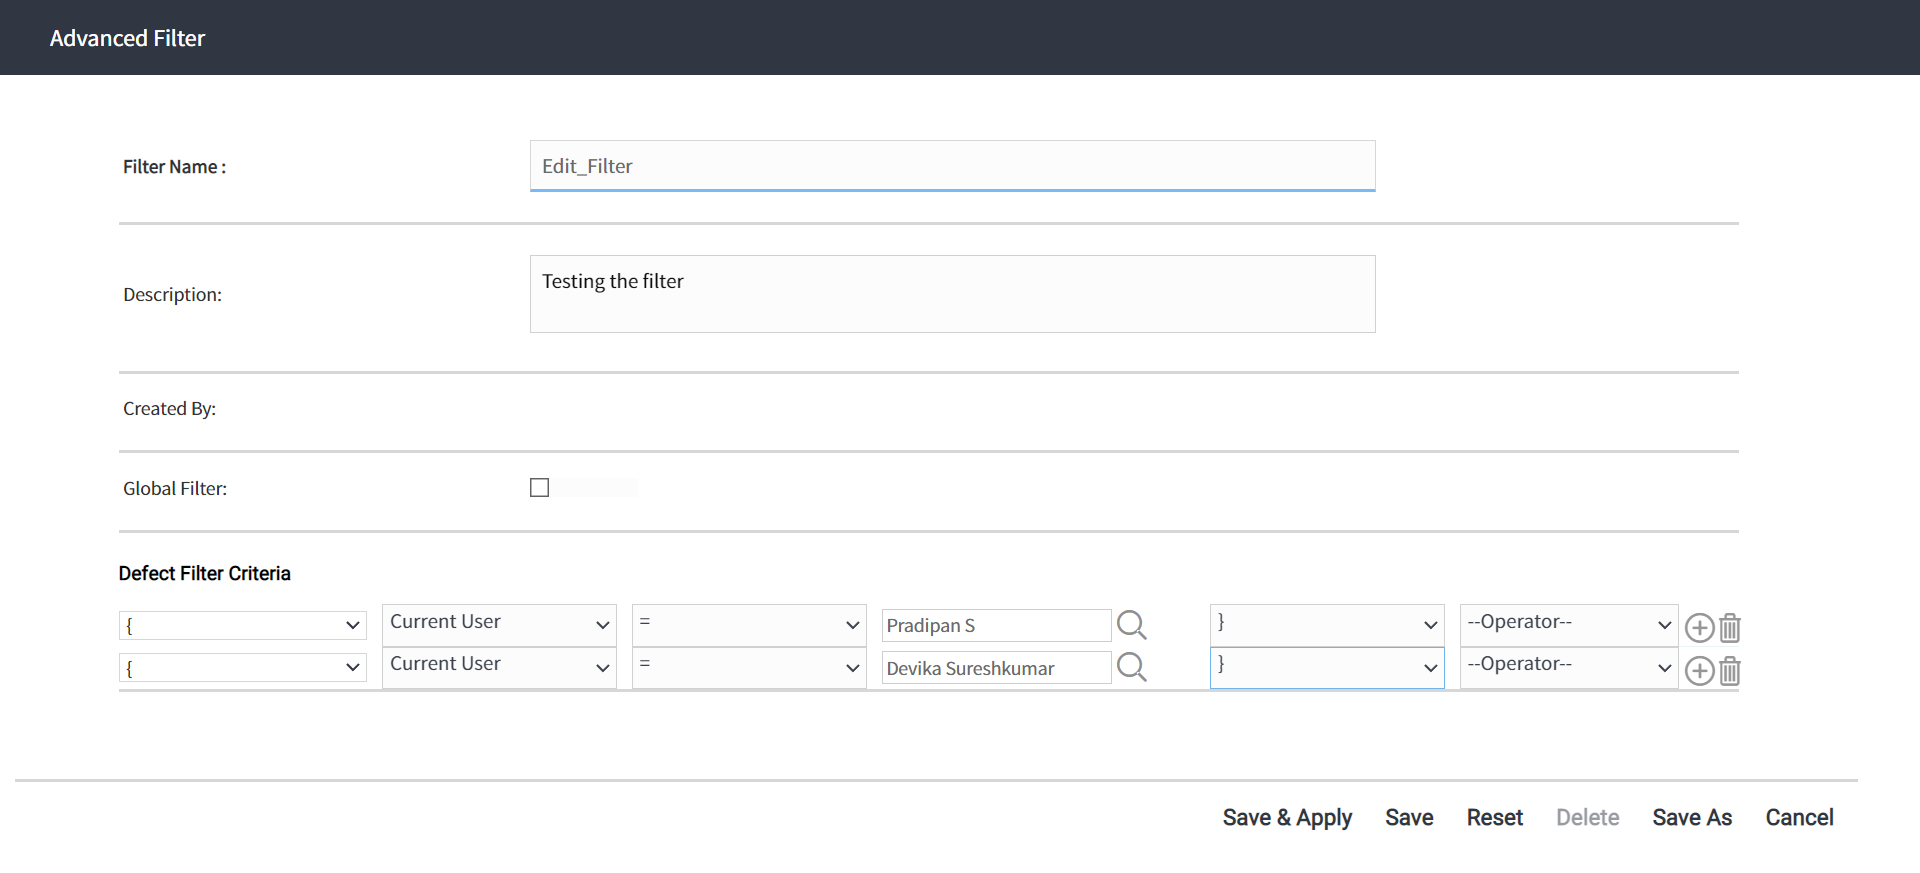 Advanced Filter
Filter Name :
Edit_Filter
Description:
Testing the filter
Created By:
Global Filter:
Defect Filter Criteria
{ Current User = Pradipan S } --Operator--
{ Current User = Devika Sureshkumar } --Operator--
Save & Apply Save Reset Delete Save As Cancel